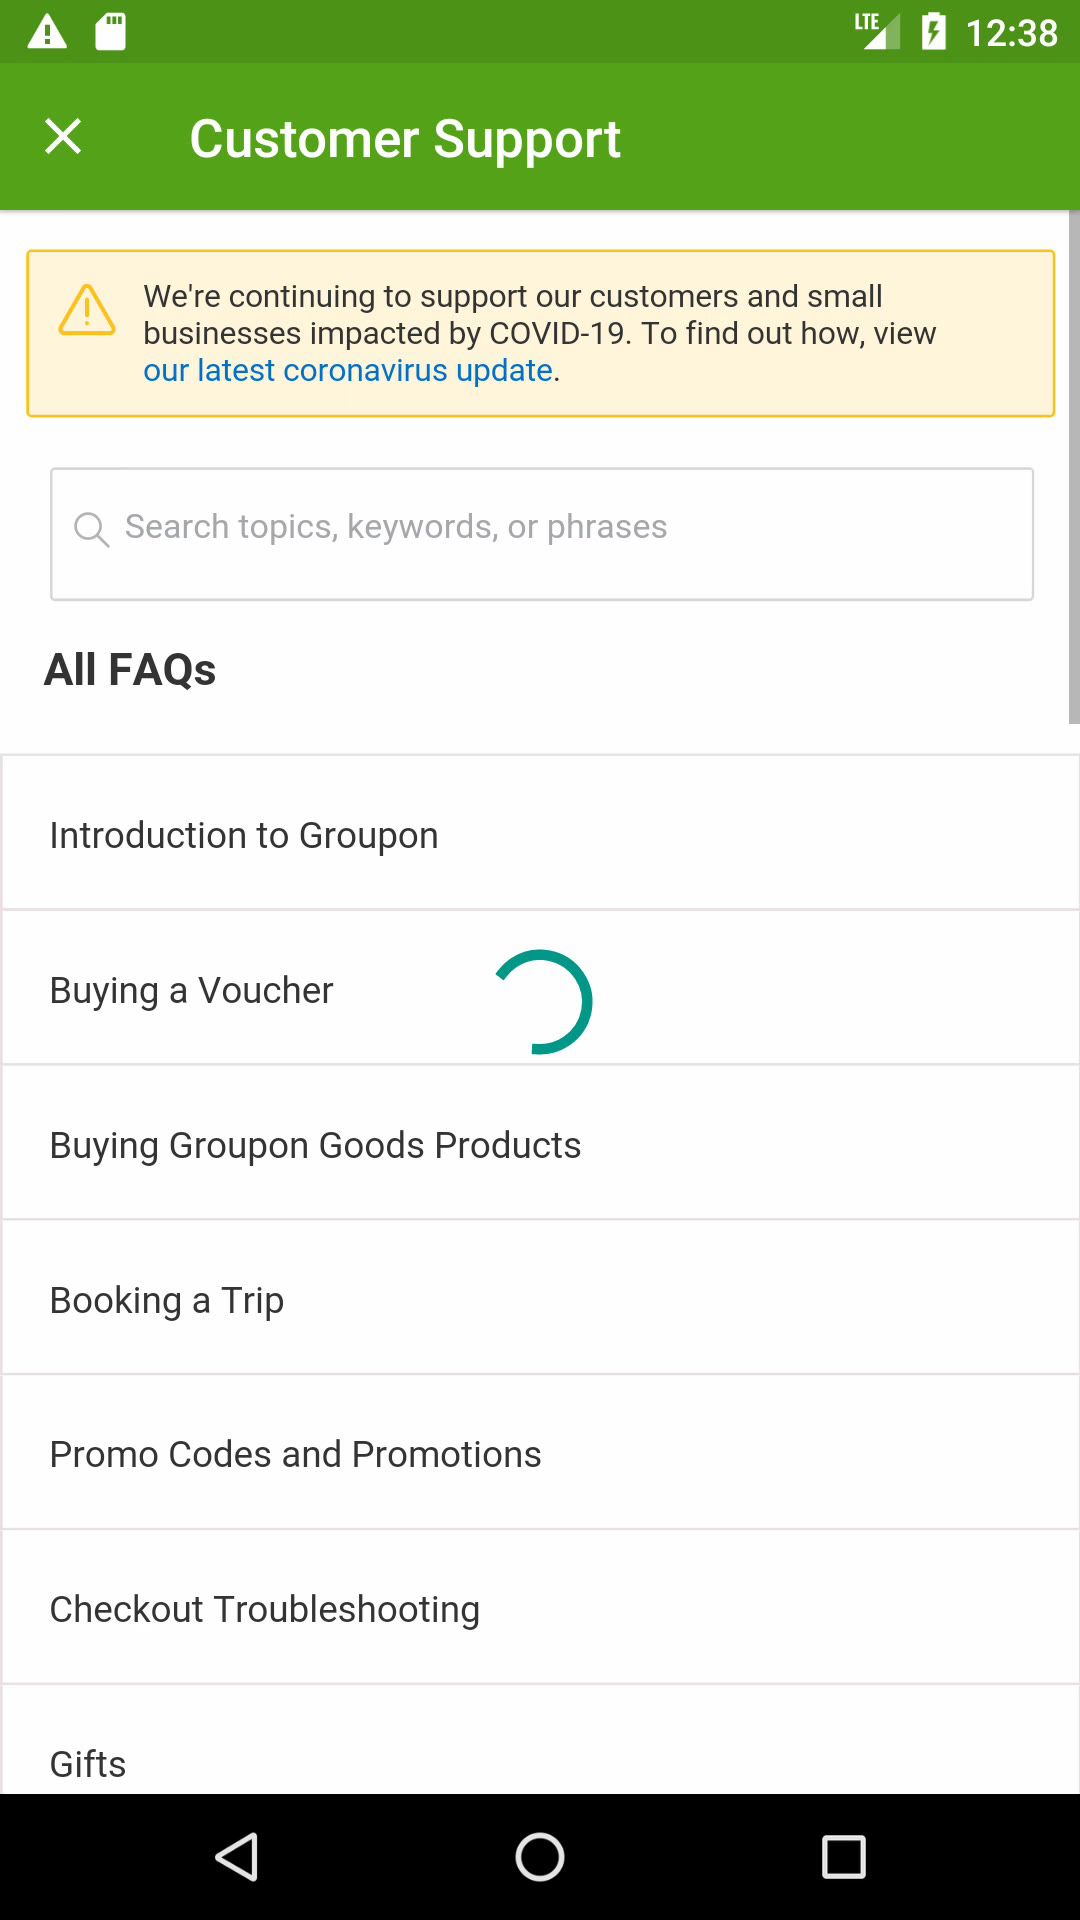 LTE 12:38
Customer Support
We're continuing to support our customers and small
businesses impacted by COVID-19. To find out how, view
our latest coronavirus update.
Search topics, keywords, or phrases
All FAQs
Introduction to Groupon
Buying a Voucher
Buying Groupon Goods Products
Booking a Trip
Promo Codes and Promotions
Checkout Troubleshooting
Gifts